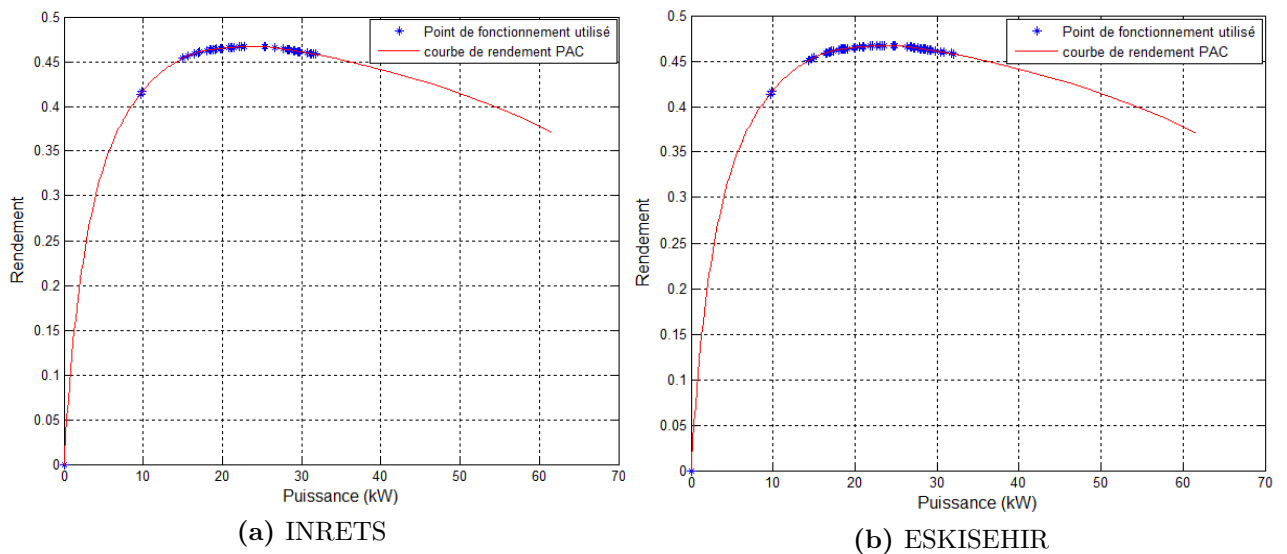 0.5
0.45
0.4
0.35
0.3
0.25
0.2
0.15
0.1
0.05
0
Rendement
Point de fonctionnement utilisé
courbe de rendement PAC
0 10 20 30 40 50 60 70
Puissance (kW)
(a) INRETS
0.5
0.45
0.4
0.35
0.3
0.25
0.2
0.15
0.1
0.05
0
Rendement
Point de fonctionnement utilisé
courbe de rendement PAC
0 10 20 30 40 50 60 70
Puissance (kW)
(b) ESKISEHIR